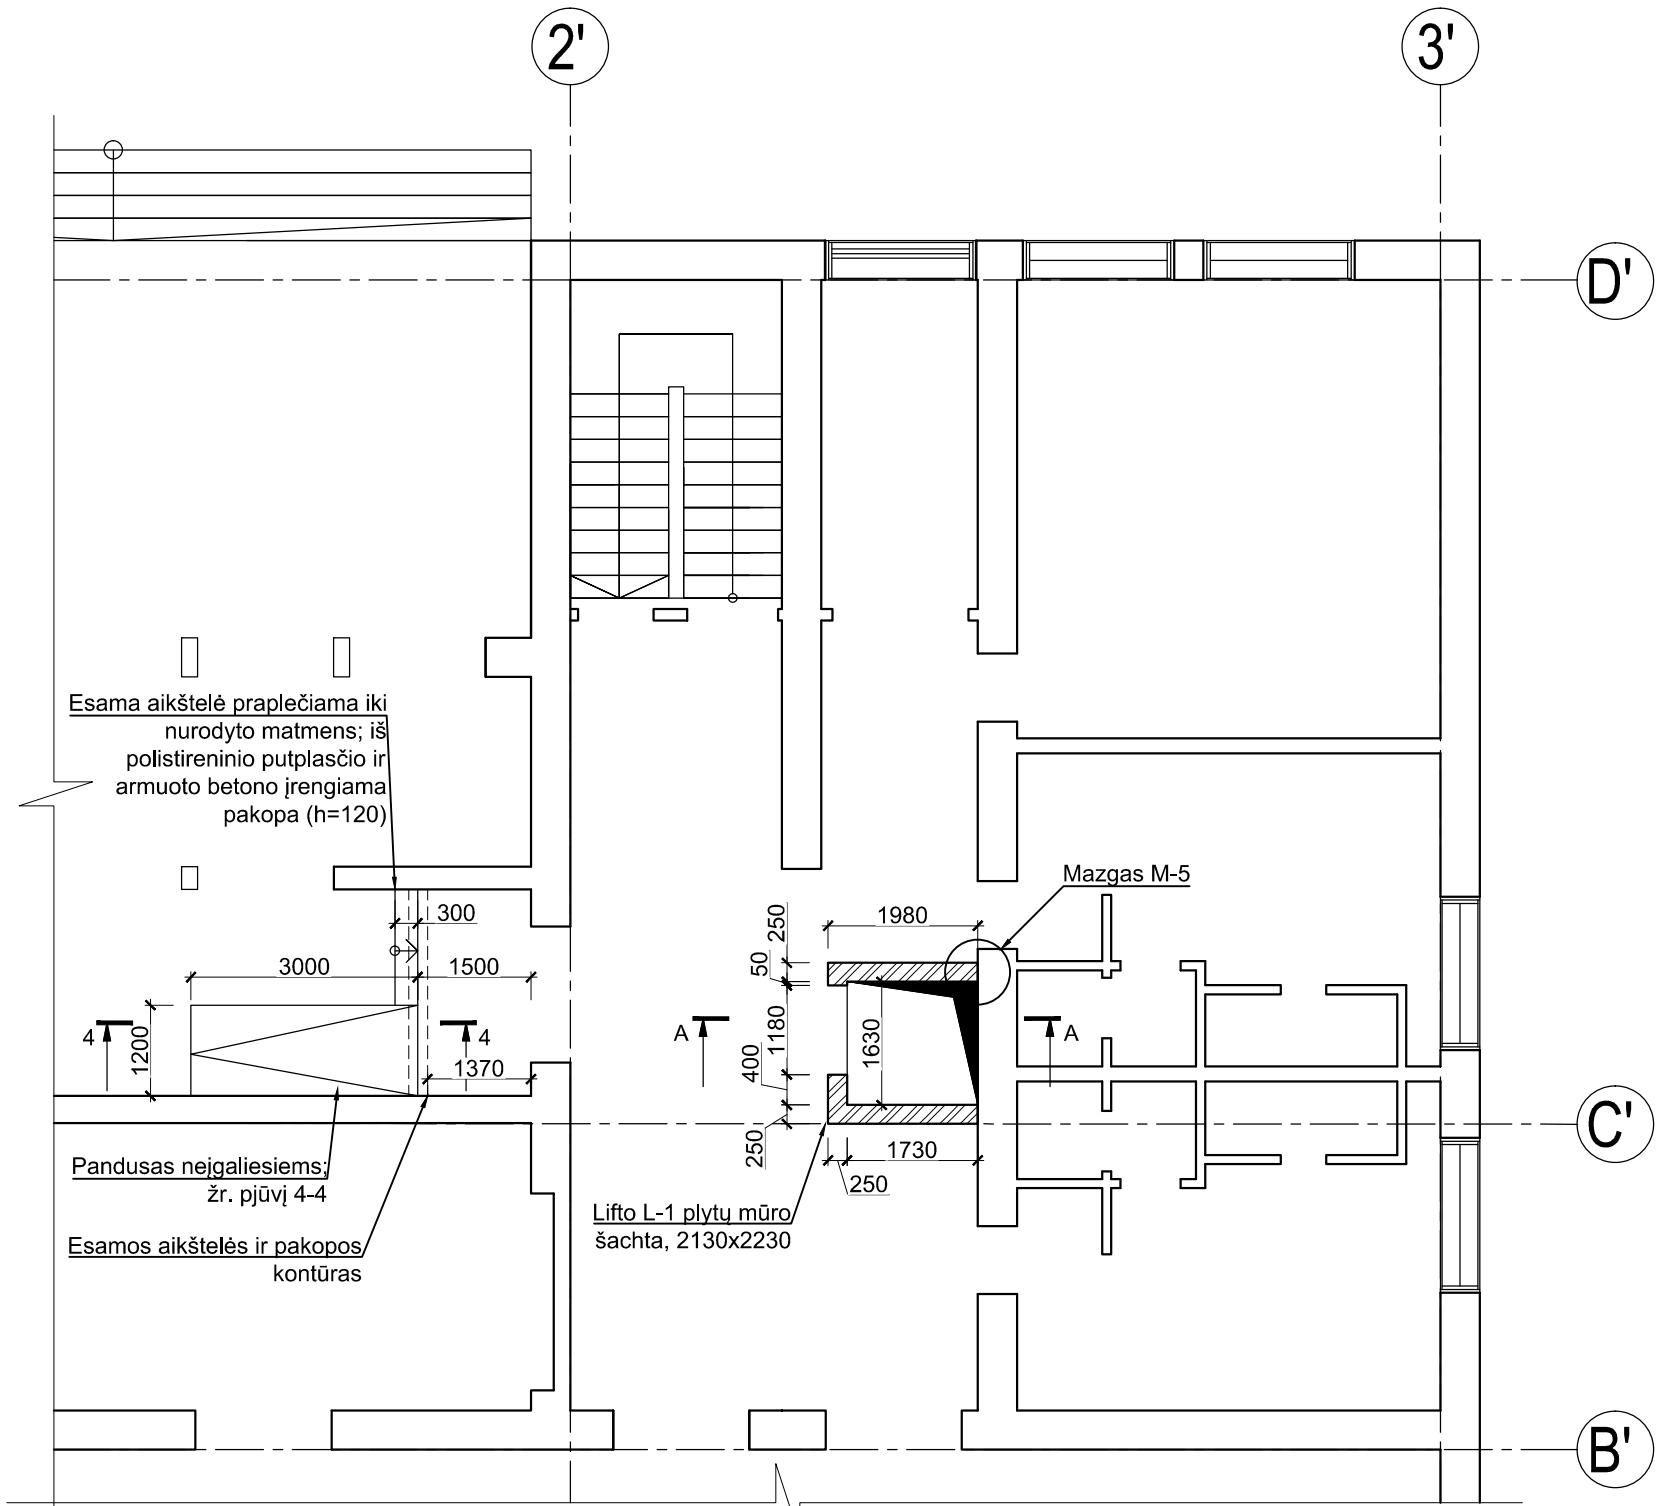 2'
3'
D'
Esama aikštelė praplečiama iki
nurodyto matmens; iš
polistireninio putplasčio ir
armuoto betono įrengiama
pakopa (h=120)
Mazgas M-5
300
1980
250
3000
1500
50
1200
4
4
A
1180
1630
A
1370
400
C'
250
1730
250
Pandusas neįgaliesiems;
žr. pjūvį 4-4
Lifto L-1 plytų mūro
šachta, 2130x2230
Esamos aikštelės ir pakopos
kontūras
B'